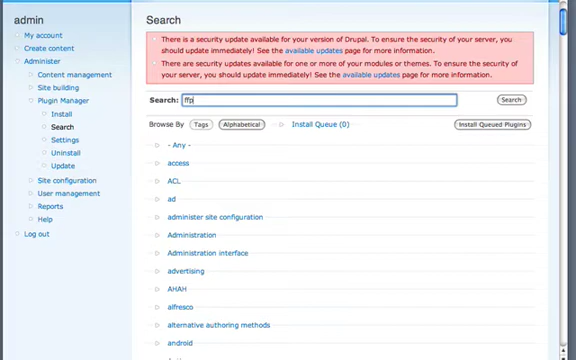 admin
My account
Create content
Administer
Content management
Site building
Plugin Manager
Install
Search
Settings
Uninstall
Update
Site configuration
User management
Reports
Help
Log out
Search
There is a security update available for your version of Drupal. To ensure the security of your server, you
should update immediately! See the available updates page for more information.
There are security updates available for one or more of your modules or themes. To ensure the security of
your server, you should update immediately! See the available updates page for more information.
Search: ffp Search
Browse By Tags Alphabetical Install Queue (0) Install Queued Plugins
- Any -
access
ACL
ad
administer site configuration
Administration
Administration interface
advertising
AHAH
alfresco
alternative authoring methods
android